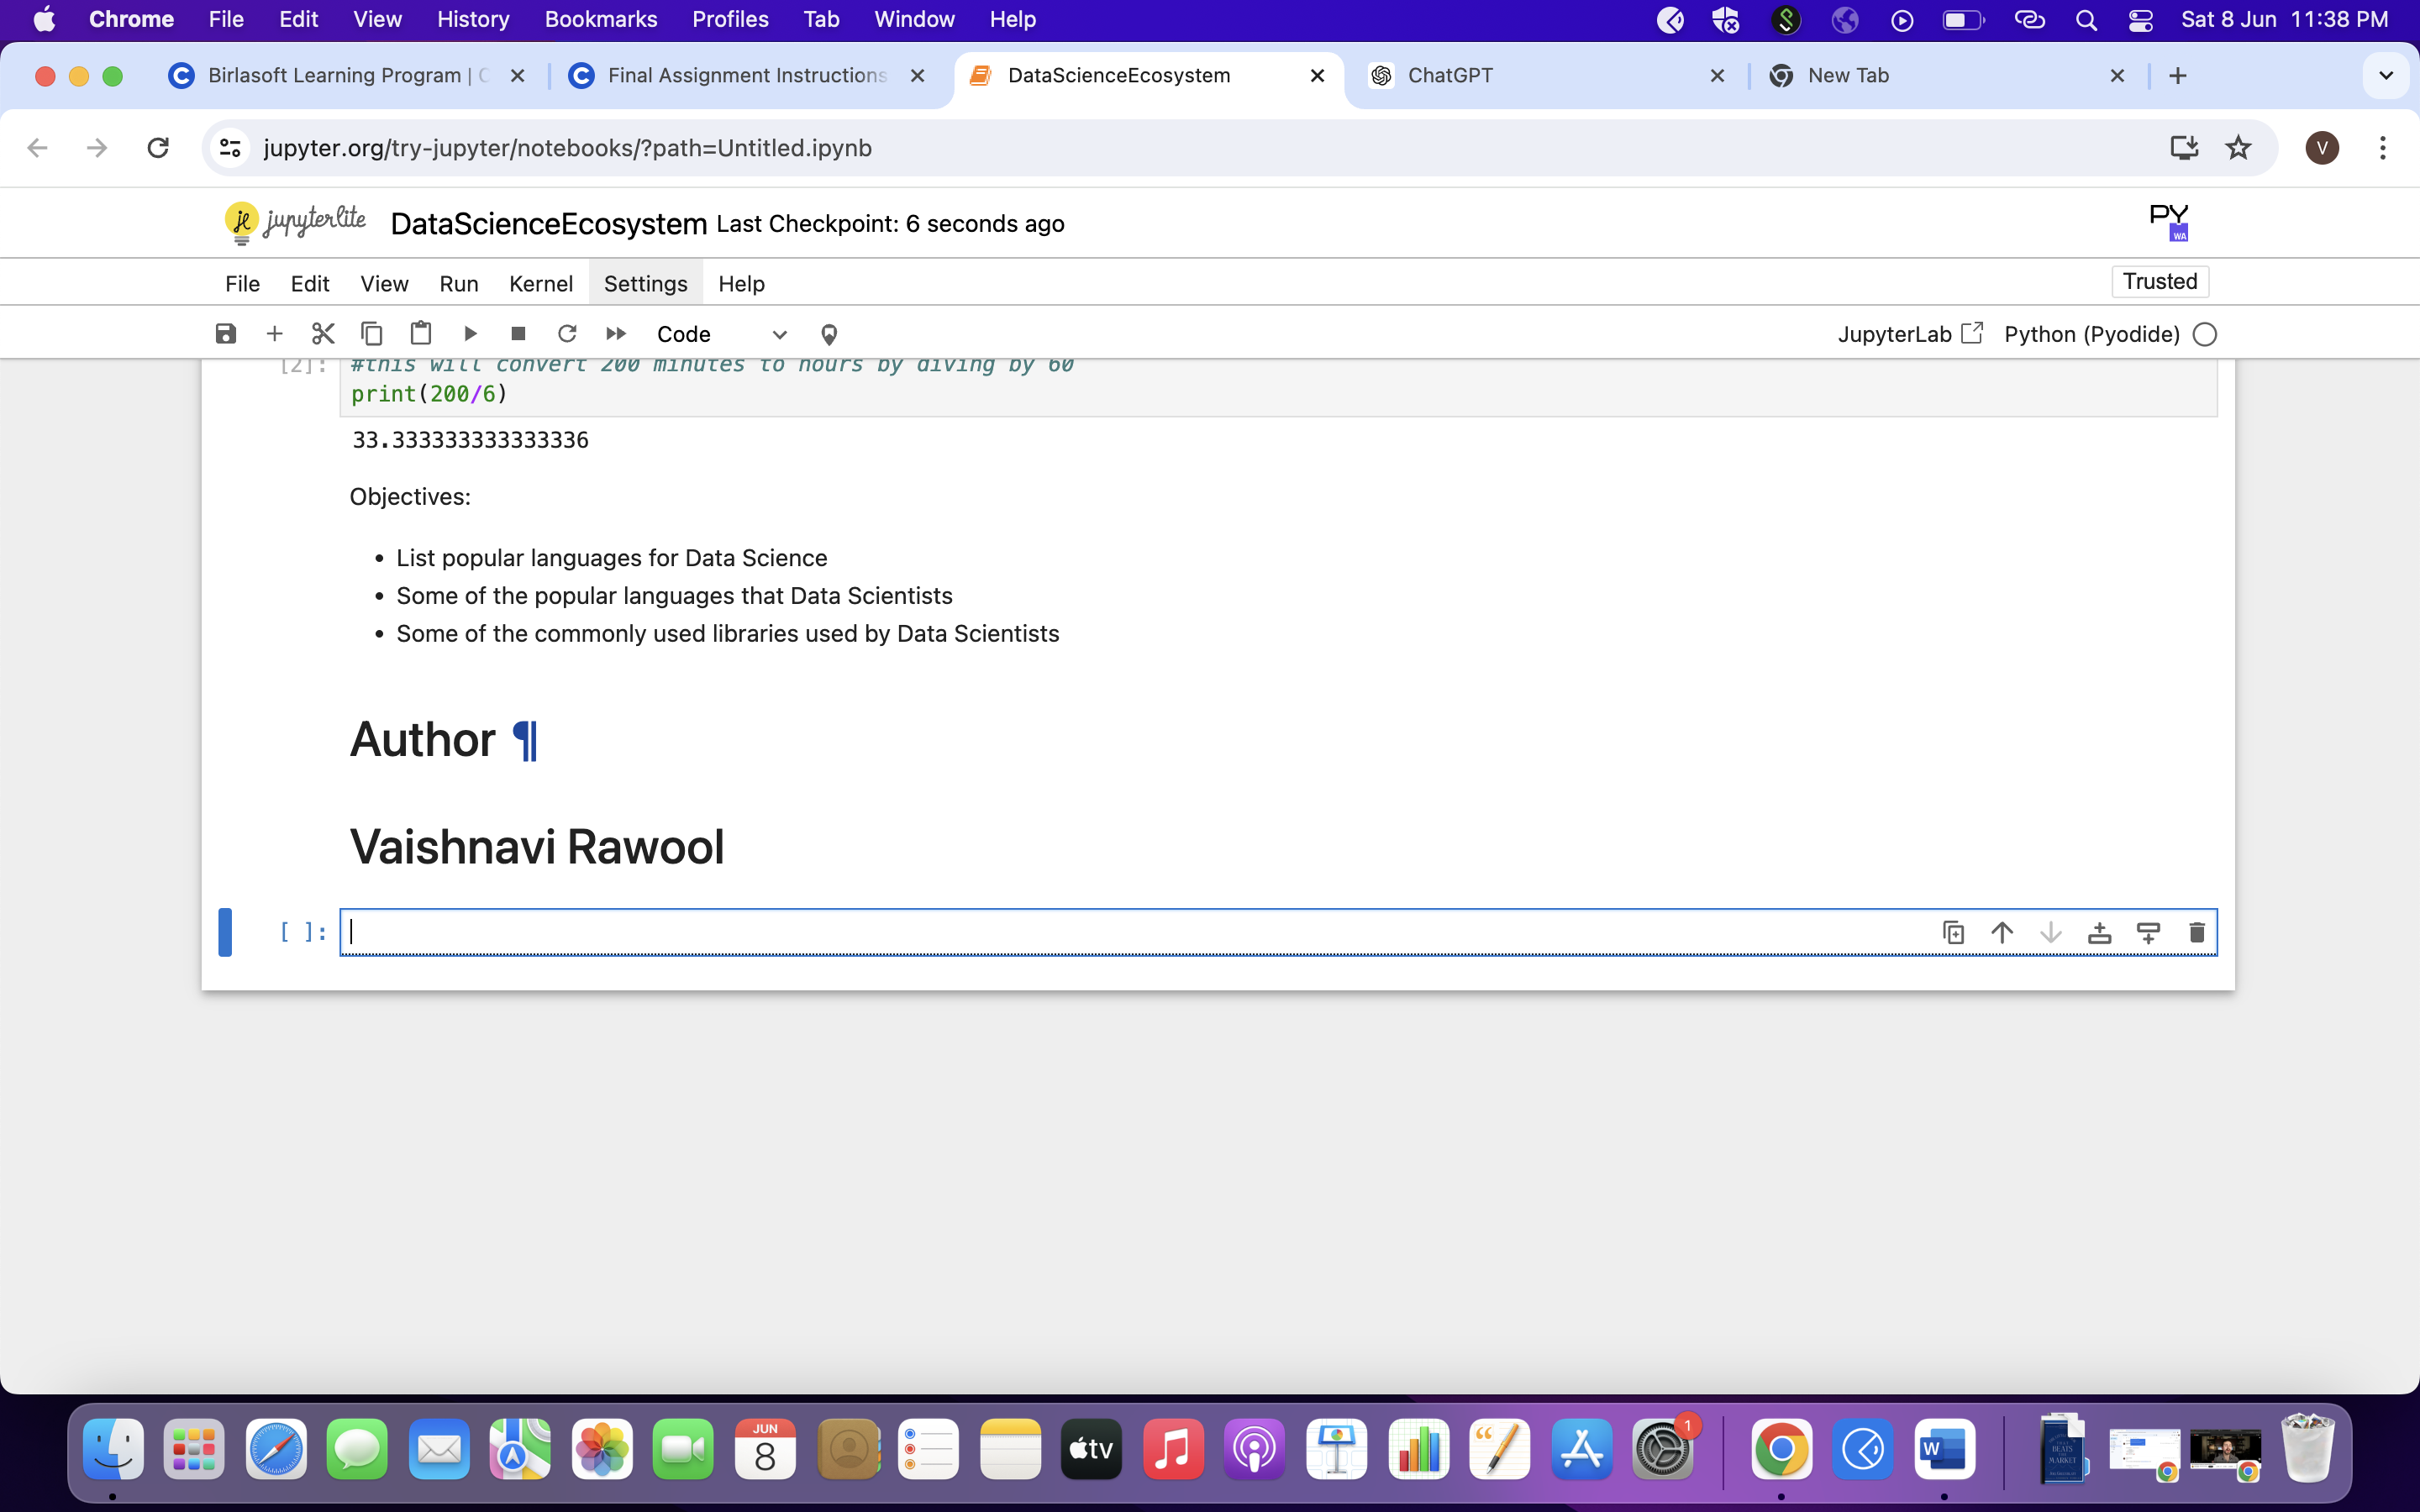 Chrome File Edit View History Bookmarks Profiles Tab Window Help Sat 8 Jun 11:38 PM
Birlasoft Learning Program | C Final Assignment Instructions DataScienceEcosystem ChatGPT New Tab
jupyter.org/try-jupyter/notebooks/?path=Untitled.ipynb V
jupyterlite DataScienceEcosystem Last Checkpoint: 6 seconds ago PY WA
File Edit View Run Kernel Settings Help Trusted
Code JupyterLab Python (Pyodide)
[2]: #this will convert 200 minutes to hours by diving by 60
print(200/6)
33.333333333333336
Objectives:
• List popular languages for Data Science
• Some of the popular languages that Data Scientists
• Some of the commonly used libraries used by Data Scientists
Author ¶
Vaishnavi Rawool
[ ]:
JUN
8
tv
1
W